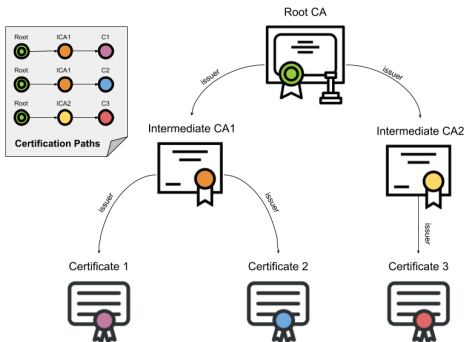 Root CA
Root ICA1 C1
Root ICA1 C2
Root ICA2 C3
Certification Paths
issuer
issuer
Intermediate CA1
Intermediate CA2
issuer
issuer
issuer
Certificate 1
Certificate 2
Certificate 3